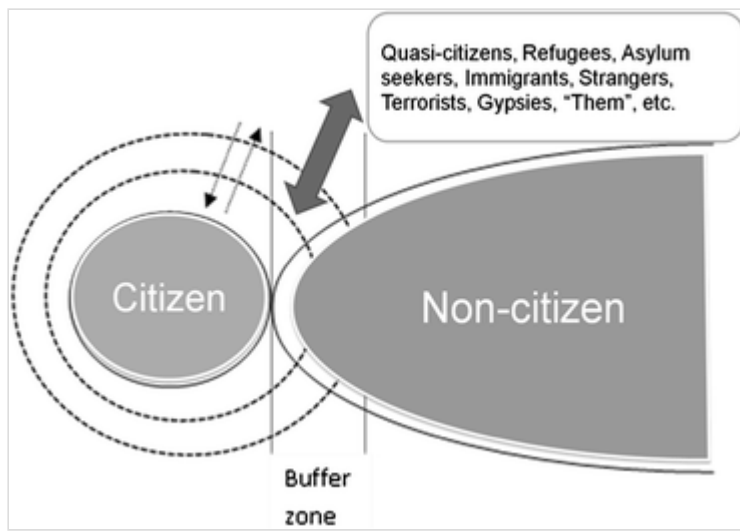 Quasi-citizens, Refugees, Asylum
seekers, Immigrants, Strangers,
Terrorists, Gypsies, “Them”, etc.
Citizen
Non-citizen
Buffer
zone